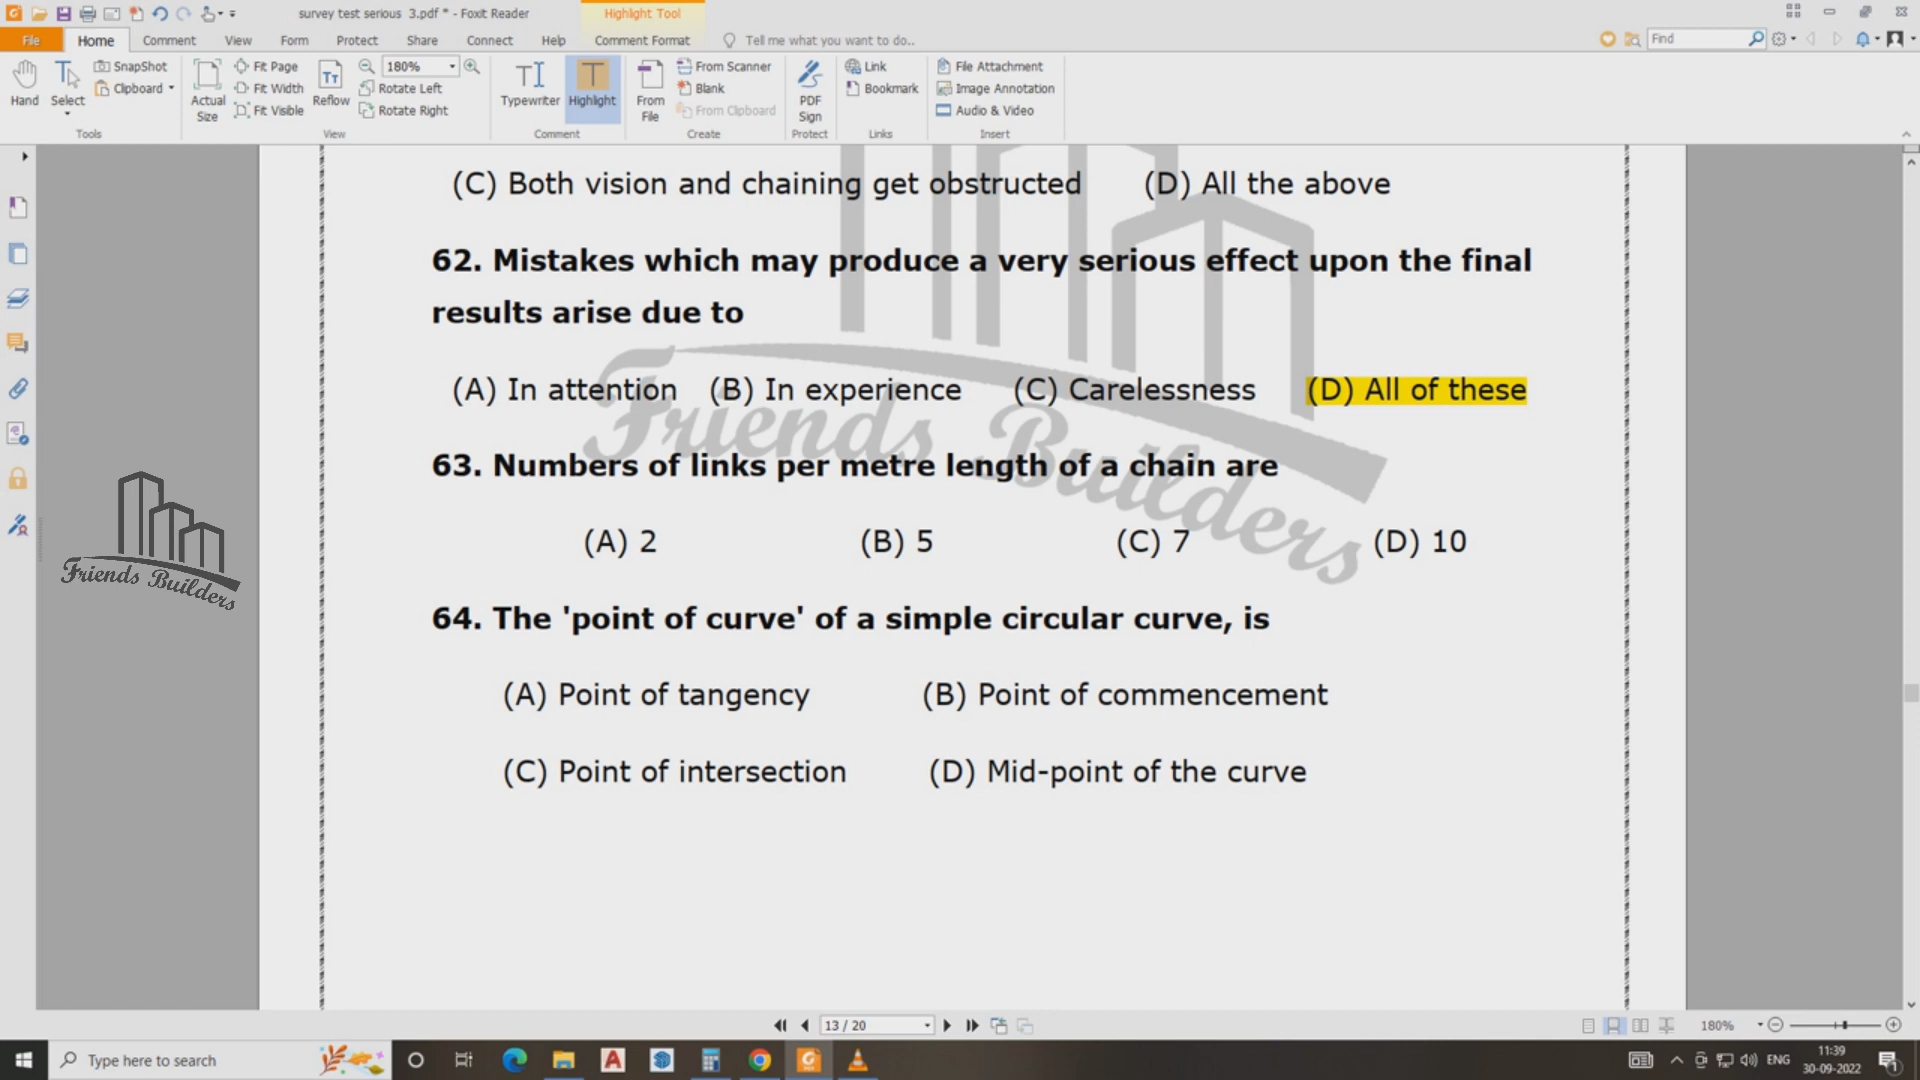 survey test serious  3.pdf * - Foxit Reader
Highlight Tool
File
Home
Comment
View
Form
Protect
Share
Connect
Help
Comment Format
Tell me what you want to do..
Find
Hand
Select
SnapShot
Clipboard
Tools
Actual Size
Fit Page
Fit Width
Fit Visible
Reflow
180%
Rotate Left
Rotate Right
View
Typewriter
Highlight
Comment
From File
From Scanner
Blank
From Clipboard
Create
PDF Sign
Protect
Link
Bookmark
Links
File Attachment
Image Annotation
Audio & Video
Insert
(C) Both vision and chaining get obstructed (D) All the above
62. Mistakes which may produce a very serious effect upon the final
results arise due to
(A) In attention (B) In experience (C) Carelessness (D) All of these
63. Numbers of links per metre length of a chain are
(A) 2 (B) 5 (C) 7 (D) 10
64. The 'point of curve' of a simple circular curve, is
(A) Point of tangency (B) Point of commencement
(C) Point of intersection (D) Mid-point of the curve
Friends Builders
Friends Builders
13 / 20
180%
Type here to search
ENG
11:39
30-09-2022
1